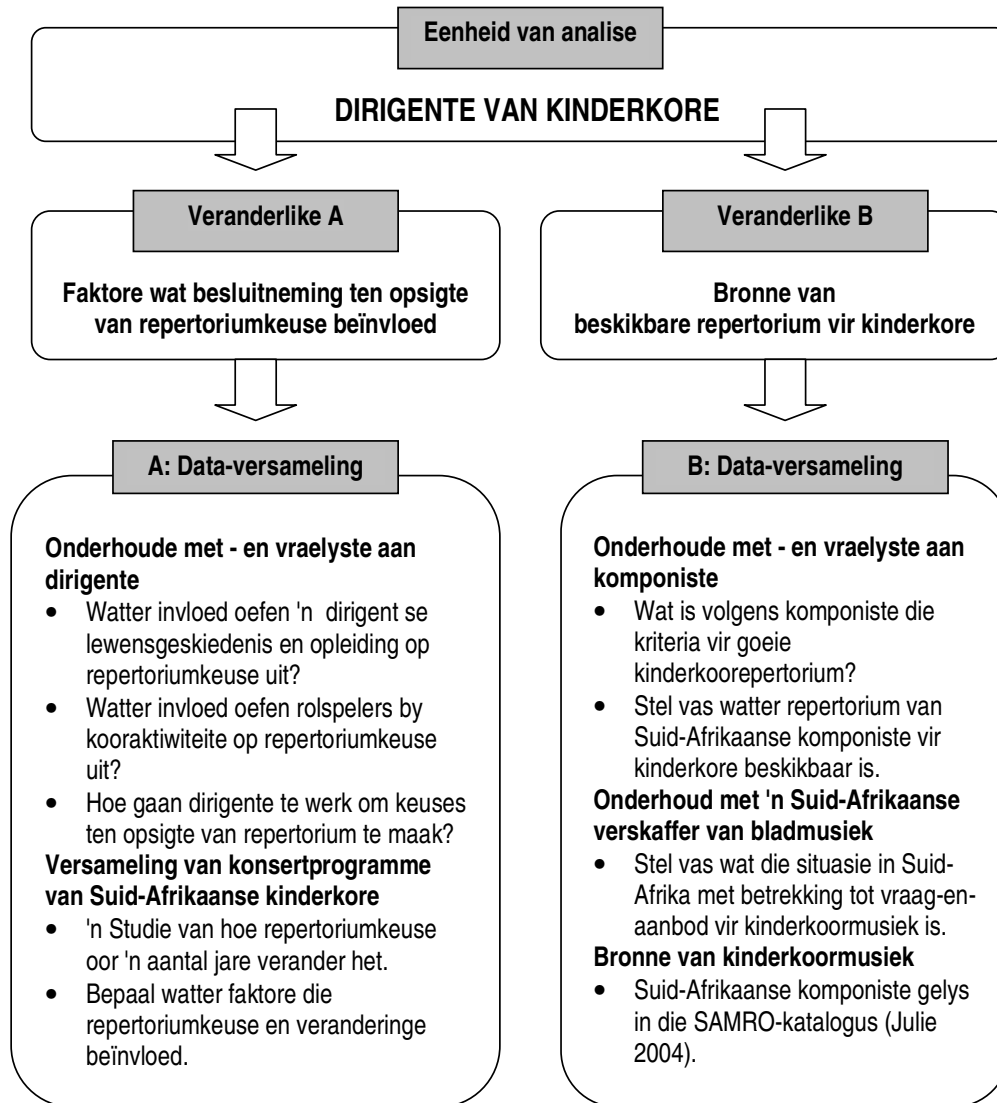 Eenheid van analise
DIRIGENTE VAN KINDERKORE
Veranderlike A
Faktore wat besluitneming ten opsigte
van repertoriumkeuse beïnvloed
Veranderlike B
Bronne van
beskikbare repertorium vir kinderkore
A: Data-versameling
Onderhoude met - en vraelyste aan
dirigente
• Watter invloed oefen 'n dirigent se
lewensgeskiedenis en opleiding op
repertoriumkeuse uit?
• Watter invloed oefen rolspelers by
kooraktiwiteite op repertoriumkeuse
uit?
• Hoe gaan dirigente te werk om keuses
ten opsigte van repertorium te maak?
Versameling van konsertprogramme
van Suid-Afrikaanse kinderkore
• 'n Studie van hoe repertoriumkeuse
oor 'n aantal jare verander het.
• Bepaal watter faktore die
repertoriumkeuse en veranderinge
beïnvloed.
B: Data-versameling
Onderhoude met - en vraelyste aan
komponiste
• Wat is volgens komponiste die
kriteria vir goeie
kinderkoorepertorium?
• Stel vas watter repertorium van
Suid-Afrikaanse komponiste vir
kinderkore beskikbaar is.
Onderhoud met 'n Suid-Afrikaanse
verskaffer van bladmusiek
• Stel vas wat die situasie in Suid-
Afrika met betrekking tot vraag-en-
aanbod vir kinderkoormusiek is.
Bronne van kinderkoormusiek
• Suid-Afrikaanse komponiste gelys
in die SAMRO-katalogus (Julie
2004).